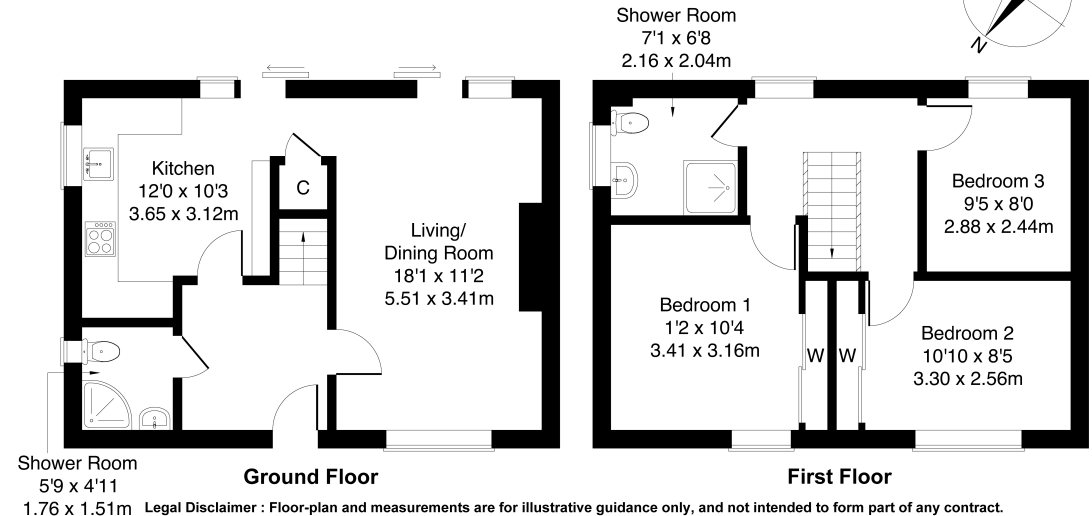 Shower Room
7'1 x 6'8
2.16 x 2.04m
N
Kitchen
12'0 x 10'3
3.65 x 3.12m
C
Living/
Dining Room
18'1 x 11'2
5.51 x 3.41m
Bedroom 3
9'5 x 8'0
2.88 x 2.44m
Bedroom 1
1'2 x 10'4
3.41 x 3.16m
W
W
Bedroom 2
10'10 x 8'5
3.30 x 2.56m
Shower Room
5'9 x 4'11
1.76 x 1.51m
Ground Floor
First Floor
Legal Disclaimer : Floor-plan and measurements are for illustrative guidance only, and not intended to form part of any contract.